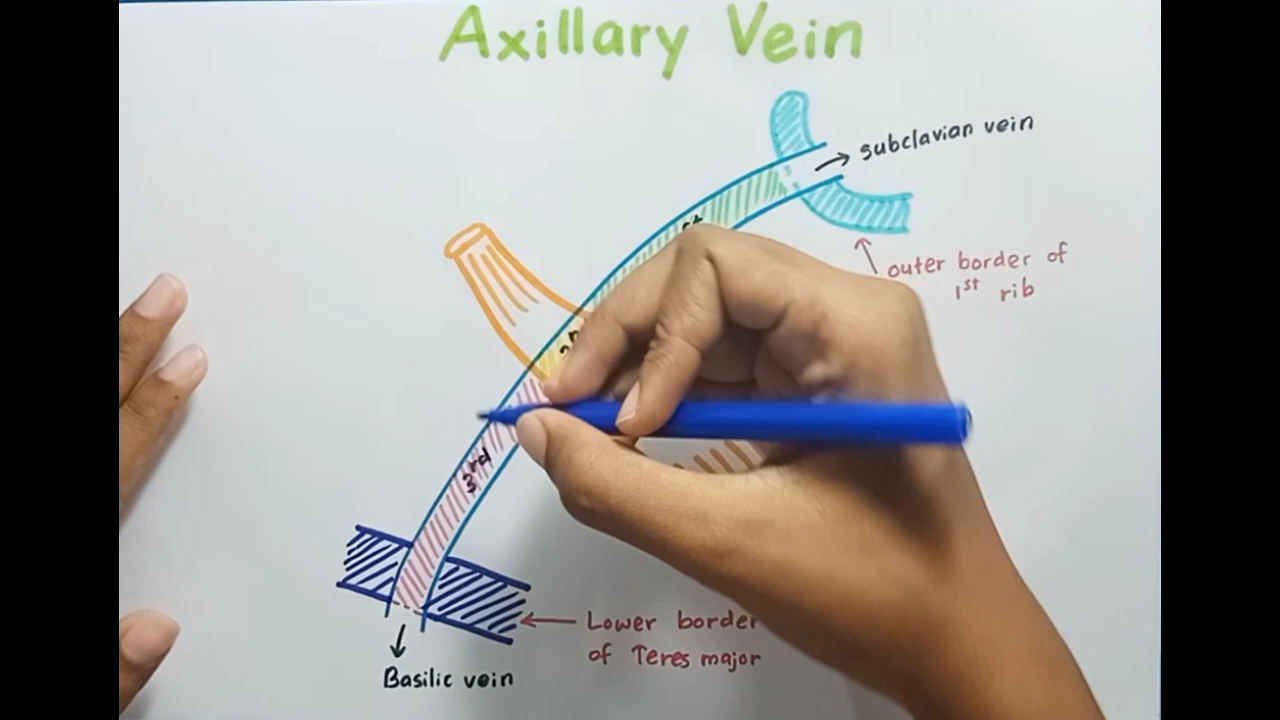 Axillary Vein
subclavian vein
outer border of
1st rib
3rd
Lower border
of Teres major
Basilic vein